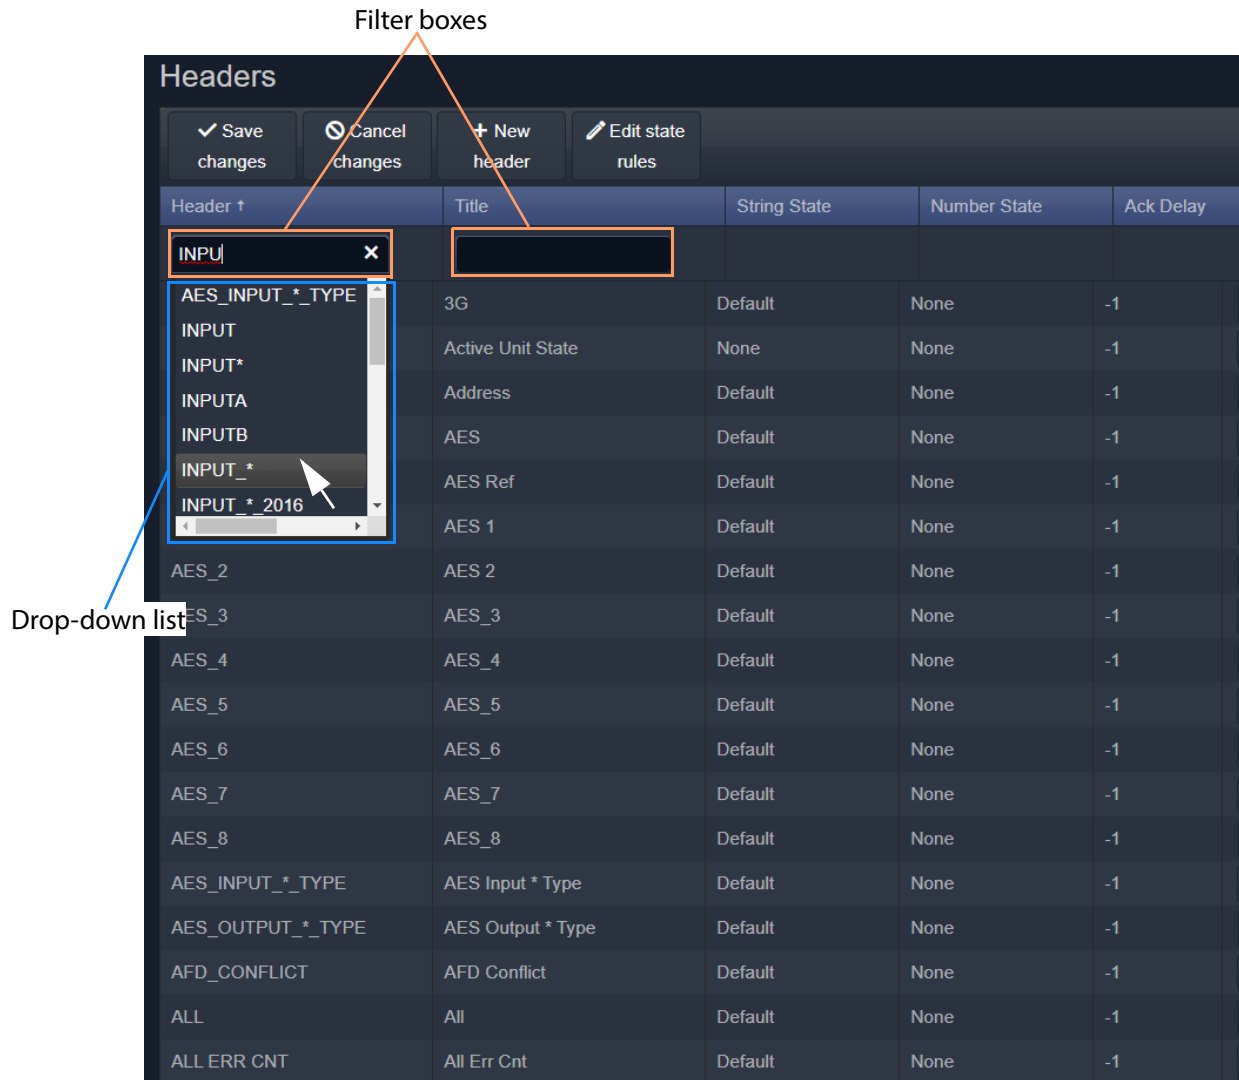 Filter boxes
Headers
Save changes
Cancel changes
New header
Edit state rules
Header ↑ Title String State Number State Ack Delay
INPU
AES_INPUT_*_TYPE
INPUT
INPUT*
INPUTA
INPUTB
INPUT_*
INPUT_*_2016
Drop-down list
3G Default None -1
Active Unit State None None -1
Address Default None -1
AES Default None -1
AES Ref Default None -1
AES 1 Default None -1
AES_2 AES 2 Default None -1
ES_3 AES_3 Default None -1
AES_4 AES_4 Default None -1
AES_5 AES_5 Default None -1
AES_6 AES_6 Default None -1
AES_7 AES_7 Default None -1
AES_8 AES_8 Default None -1
AES_INPUT_*_TYPE AES Input * Type Default None -1
AES_OUTPUT_*_TYPE AES Output * Type Default None -1
AFD_CONFLICT AFD Conflict Default None -1
ALL All Default None -1
ALL ERR CNT All Err Cnt Default None -1